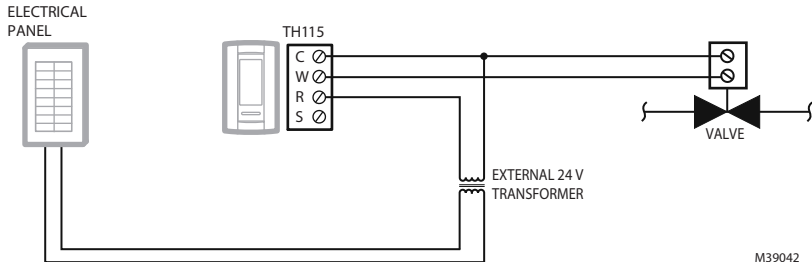 ELECTRICAL
PANEL
TH115
C
W
R
S
VALVE
EXTERNAL 24 V
TRANSFORMER
M39042